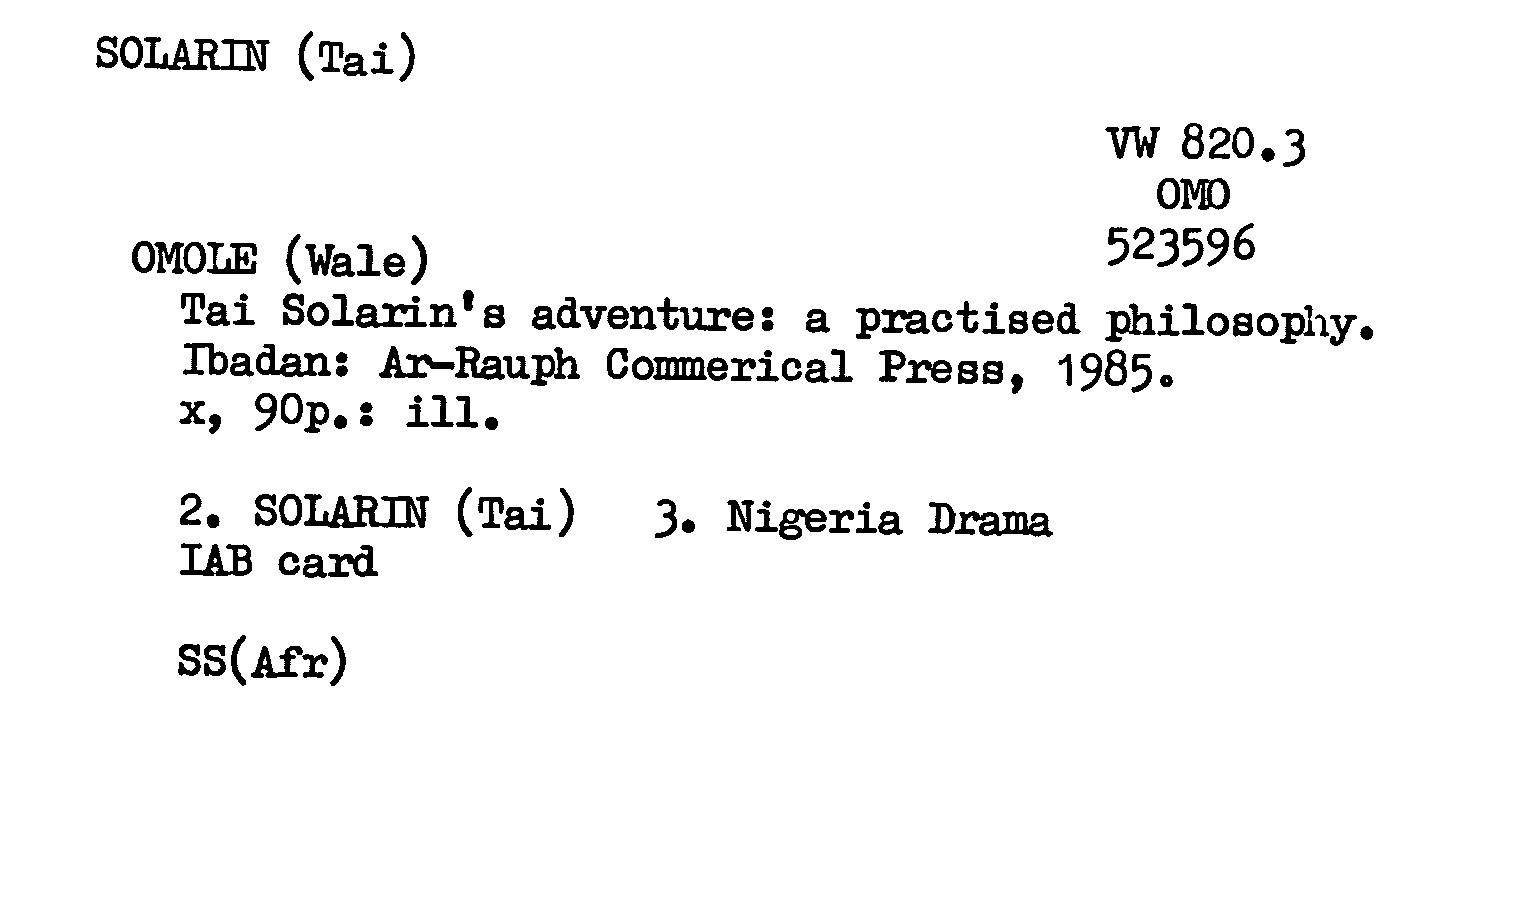 SOLARIN (Tai)
VW 820.3
OMO
523596
OMOLE (Wale)
Tai Solarin's adventure: a practised philosophy.
Ibadan: Ar-Rauph Commerical Press, 1985.
x, 90p.: ill.
2. SOLARIN (Tai) 3. Nigeria Drama
IAB card
SS(Afr)